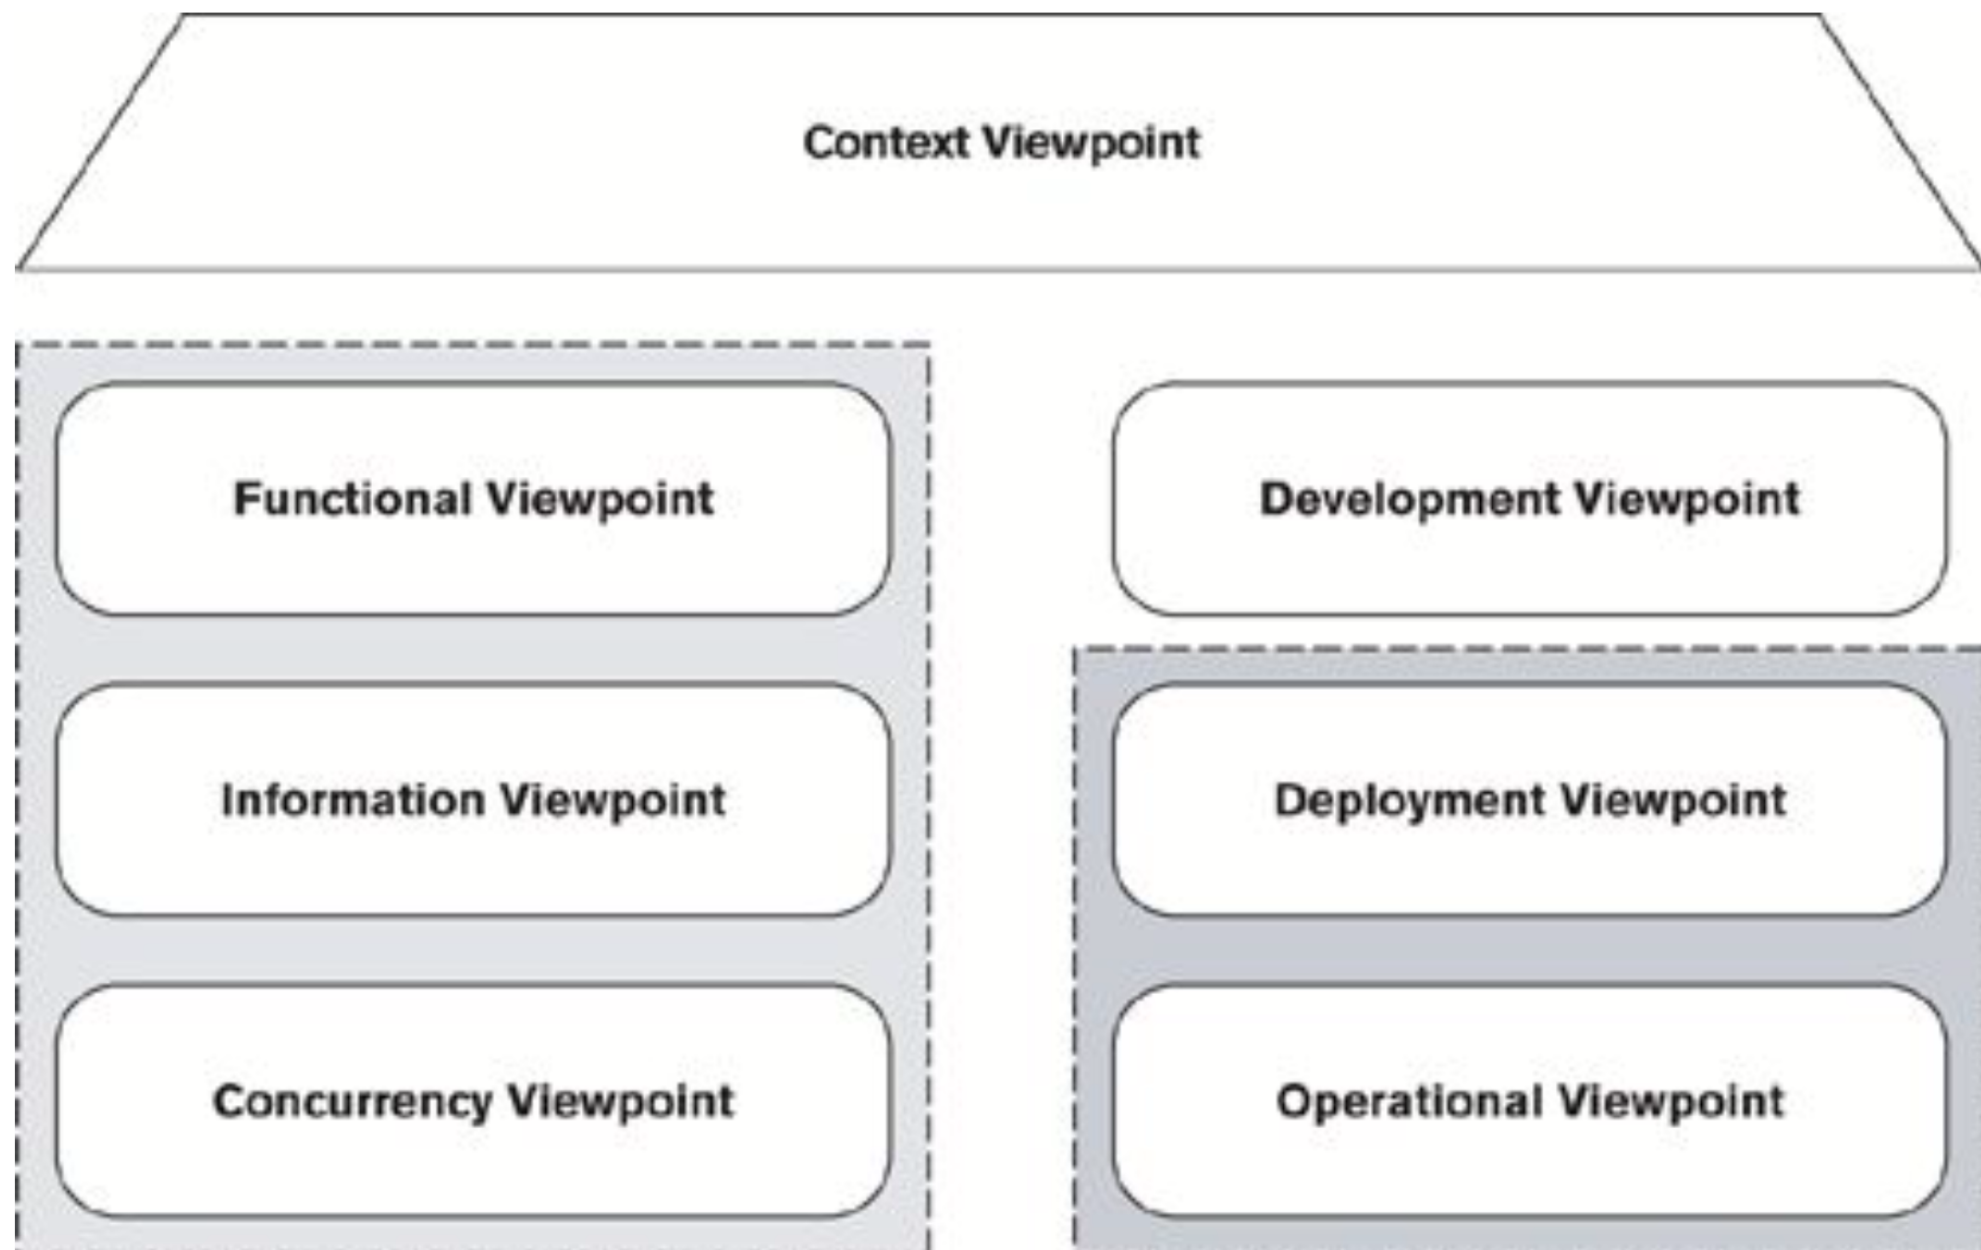 Context Viewpoint
Functional Viewpoint
Development Viewpoint
Information Viewpoint
Deployment Viewpoint
Concurrency Viewpoint
Operational Viewpoint